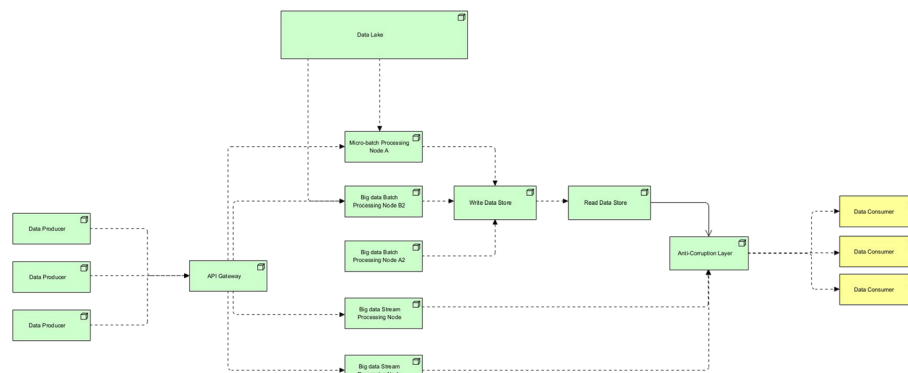 Data Lake
Micro-batch Processing
Node A
Big data Batch
Processing Node B2
Write Data Store
Read Data Store
Data Consumer
Data Producer
Big data Batch
Processing Node A2
Anti-Corruption Layer
Data Consumer
Data Producer
API Gateway
Data Consumer
Big data Stream
Processing Node
Data Producer
Big data Stream